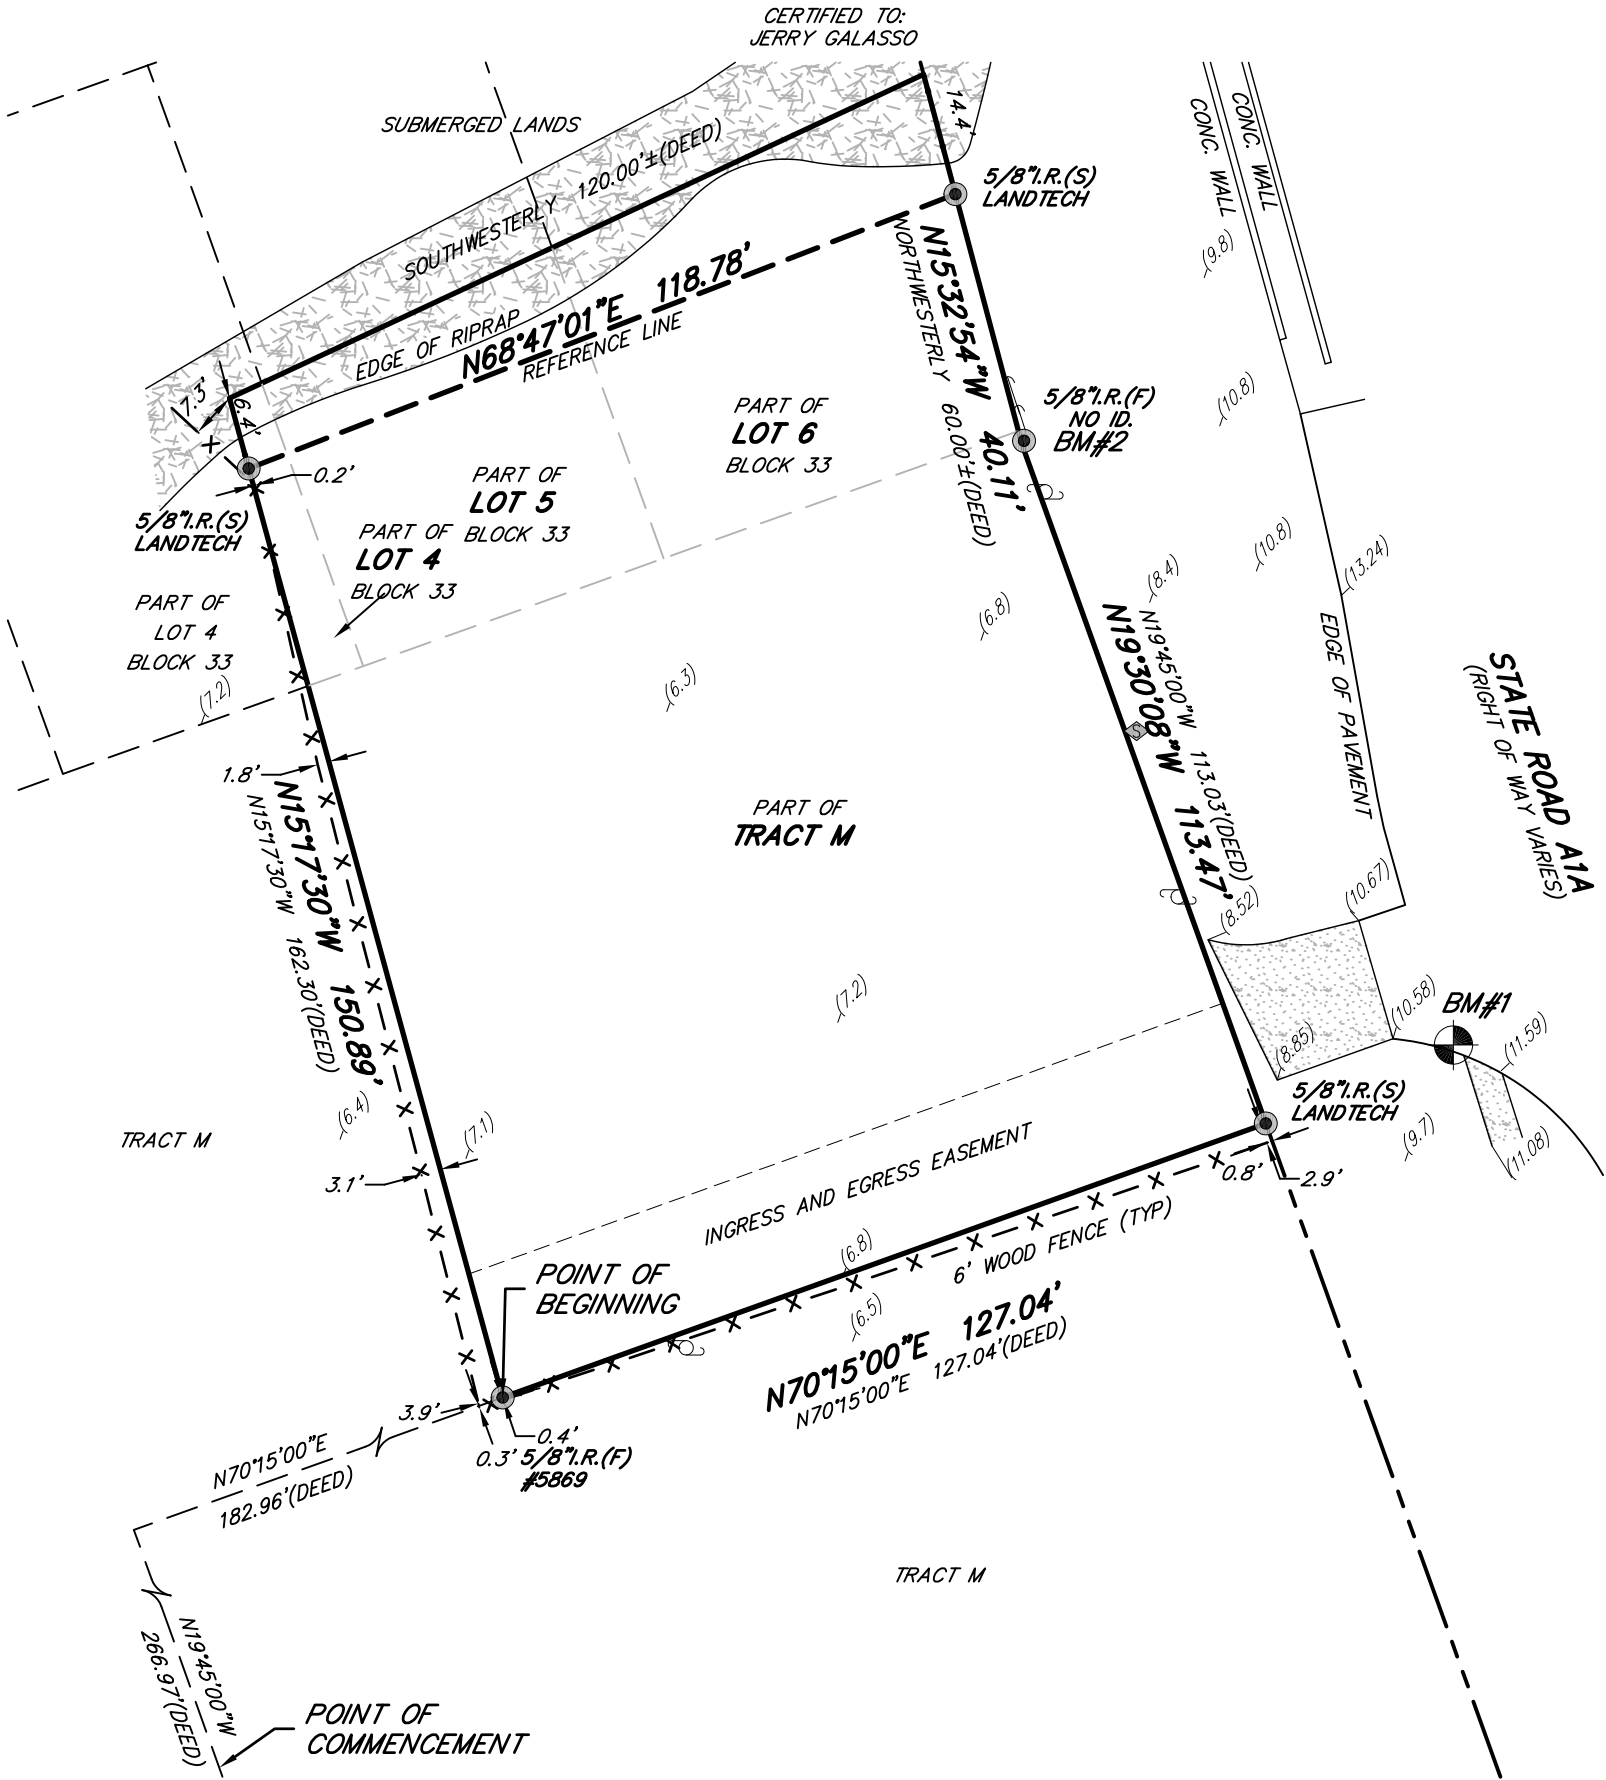 CERTIFIED TO:
JERRY GALASSO
SUBMERGED LANDS
SOUTHWESTERLY 120.00'±(DEED)
14.4'
CONC. WALL
CONC. WALL
5/8"I.R.(S)
LANDTECH
EDGE OF RIPRAP
N68°47'01"E 118.78'
REFERENCE LINE
N15°32'54"W 40.11'
NORTHWESTERLY 60.00'±(DEED)
(9.8)
7.3'
6.4'
0.2'
5/8"I.R.(S)
LANDTECH
PART OF
LOT 6
BLOCK 33
PART OF
LOT 5
BLOCK 33
PART OF
LOT 4
BLOCK 33
PART OF
LOT 4
BLOCK 33
5/8"I.R.(F)
NO ID.
BM#2
(10.8)
(10.8)
(13.24)
(8.4)
(6.8)
(6.3)
(7.2)
EDGE OF PAVEMENT
STATE ROAD A1A
(RIGHT OF WAY VARIES)
N19°45'00"W 113.03'(DEED)
N19°30'08"W 113.47'
S
1.8'
N15°17'30"W 150.89'
N15°17'30"W 162.30'(DEED)
PART OF
TRACT M
(8.52)
(10.67)
(7.2)
(10.58)
BM#1
(11.59)
(8.85)
5/8"I.R.(S)
LANDTECH
(9.7)
(11.08)
(6.4)
(7.1)
TRACT M
3.1'
INGRESS AND EGRESS EASEMENT
0.8'
2.9'
(6.8)
6' WOOD FENCE (TYP)
POINT OF
BEGINNING
(6.5)
N70°15'00"E 127.04'
N70°15'00"E 127.04'(DEED)
3.9'
0.4'
0.3'
5/8"I.R.(F)
#5869
N70°15'00"E
182.96'(DEED)
TRACT M
N19°45'00"W
266.97'(DEED)
POINT OF
COMMENCEMENT